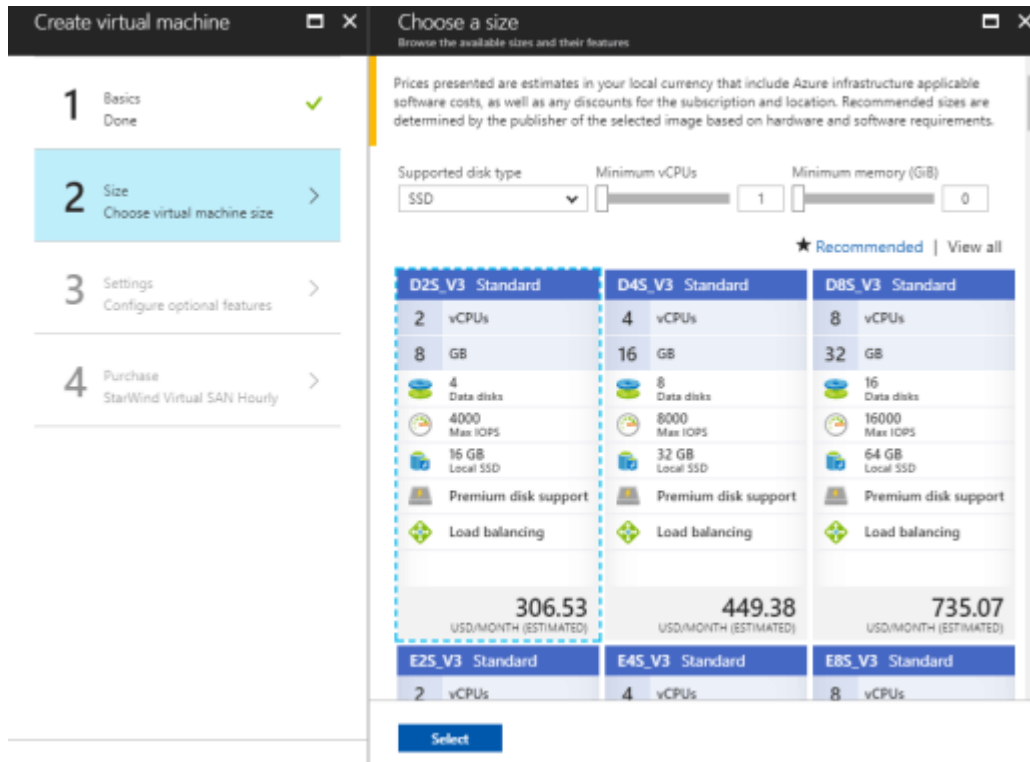 Create virtual machine
1
Basics
Done
2
Size
Choose virtual machine size
3
Settings
Configure optional features
4
Purchase
StarWind Virtual SAN Hourly
Choose a size
Browse the available sizes and their features
Prices presented are estimates in your local currency that include Azure infrastructure applicable
software costs, as well as any discounts for the subscription and location. Recommended sizes are
determined by the publisher of the selected image based on hardware and software requirements.
Supported disk type
SSD
Minimum vCPUs
1
Minimum memory (GiB)
0
★ Recommended | View all
D2S_V3 Standard
2 vCPUs
8 GB
4
Data disks
4000
Max IOPS
16 GB
Local SSD
Premium disk support
Load balancing
306.53
USD/MONTH (ESTIMATED)
D4S_V3 Standard
4 vCPUs
16 GB
8
Data disks
8000
Max IOPS
32 GB
Local SSD
Premium disk support
Load balancing
449.38
USD/MONTH (ESTIMATED)
D8S_V3 Standard
8 vCPUs
32 GB
16
Data disks
16000
Max IOPS
64 GB
Local SSD
Premium disk support
Load balancing
735.07
USD/MONTH (ESTIMATED)
E2S_V3 Standard
2 vCPUs
E4S_V3 Standard
4 vCPUs
E8S_V3 Standard
8 vCPUs
Select